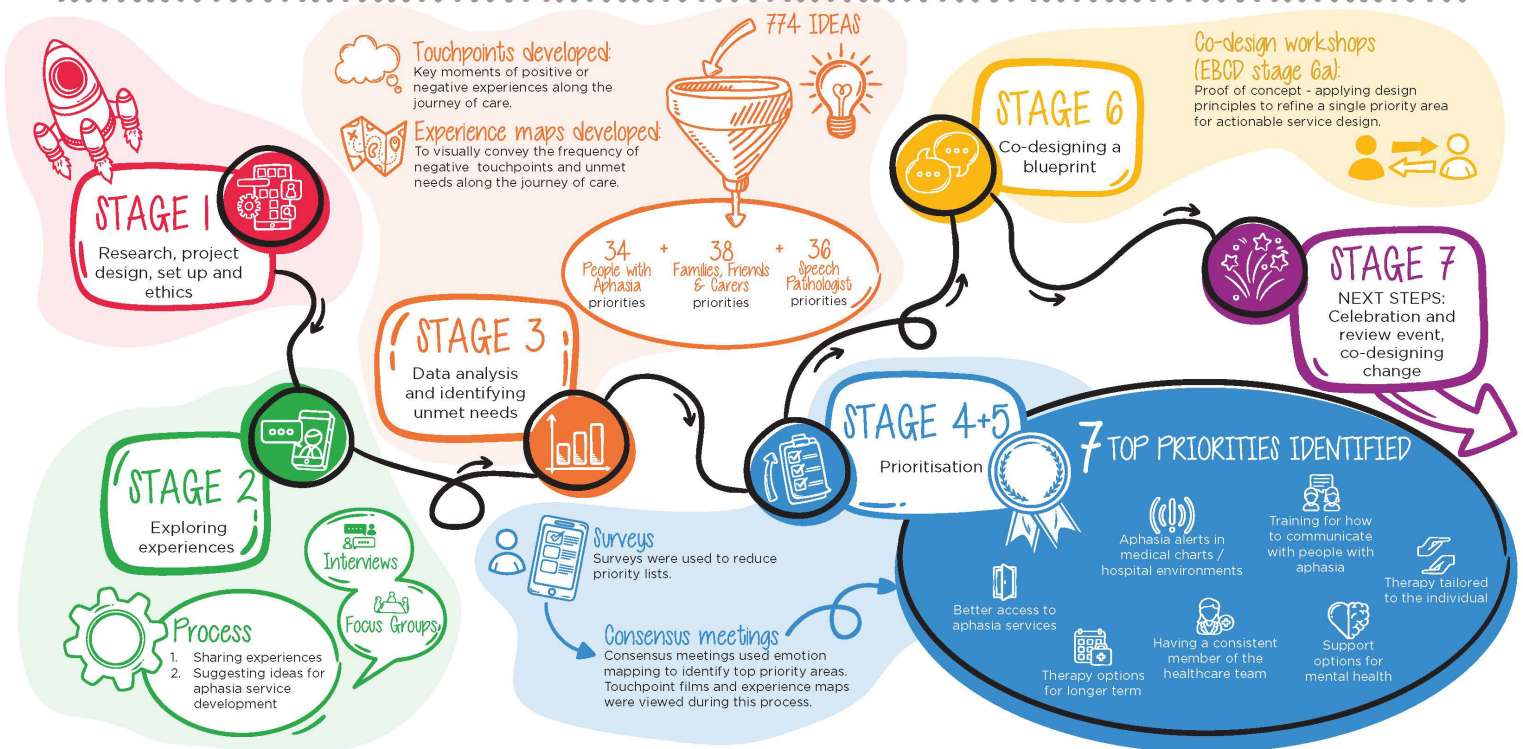 STAGE 1
Research, project
design, set up and
ethics
STAGE 2
Exploring
experiences
Interviews
Focus Groups
Process
1. Sharing experiences
2. Suggesting ideas for
aphasia service
development
Touchpoints developed:
Key moments of positive or
negative experiences along the
journey of care.
Experience maps developed:
To visually convey the frequency of
negative touchpoints and unmet
needs along the journey of care.
774 IDEAS
34 + 38 + 36
People with
Aphasia
priorities
Families, Friends
& Carers
priorities
Speech
Pathologist
priorities
STAGE 3
Data analysis
and identifying
unmet needs
STAGE 4+5
Prioritisation
Surveys
Surveys were used to reduce
priority lists.
Consensus meetings
Consensus meetings used emotion
mapping to identify top priority areas.
Touchpoint films and experience maps
were viewed during this process.
7 TOP PRIORITIES IDENTIFIED
Better access to
aphasia services
Aphasia alerts in
medical charts /
hospital environments
Training for how
to communicate
with people with
aphasia
Therapy tailored
to the individual
Therapy options
for longer term
Having a consistent
member of the
healthcare team
Support
options for
mental health
STAGE 6
Co-designing a
blueprint
Co-design workshops
(EBCD stage 6a):
Proof of concept - applying design
principles to refine a single priority area
for actionable service design.
STAGE 7
NEXT STEPS:
Celebration and
review event,
co-designing
change